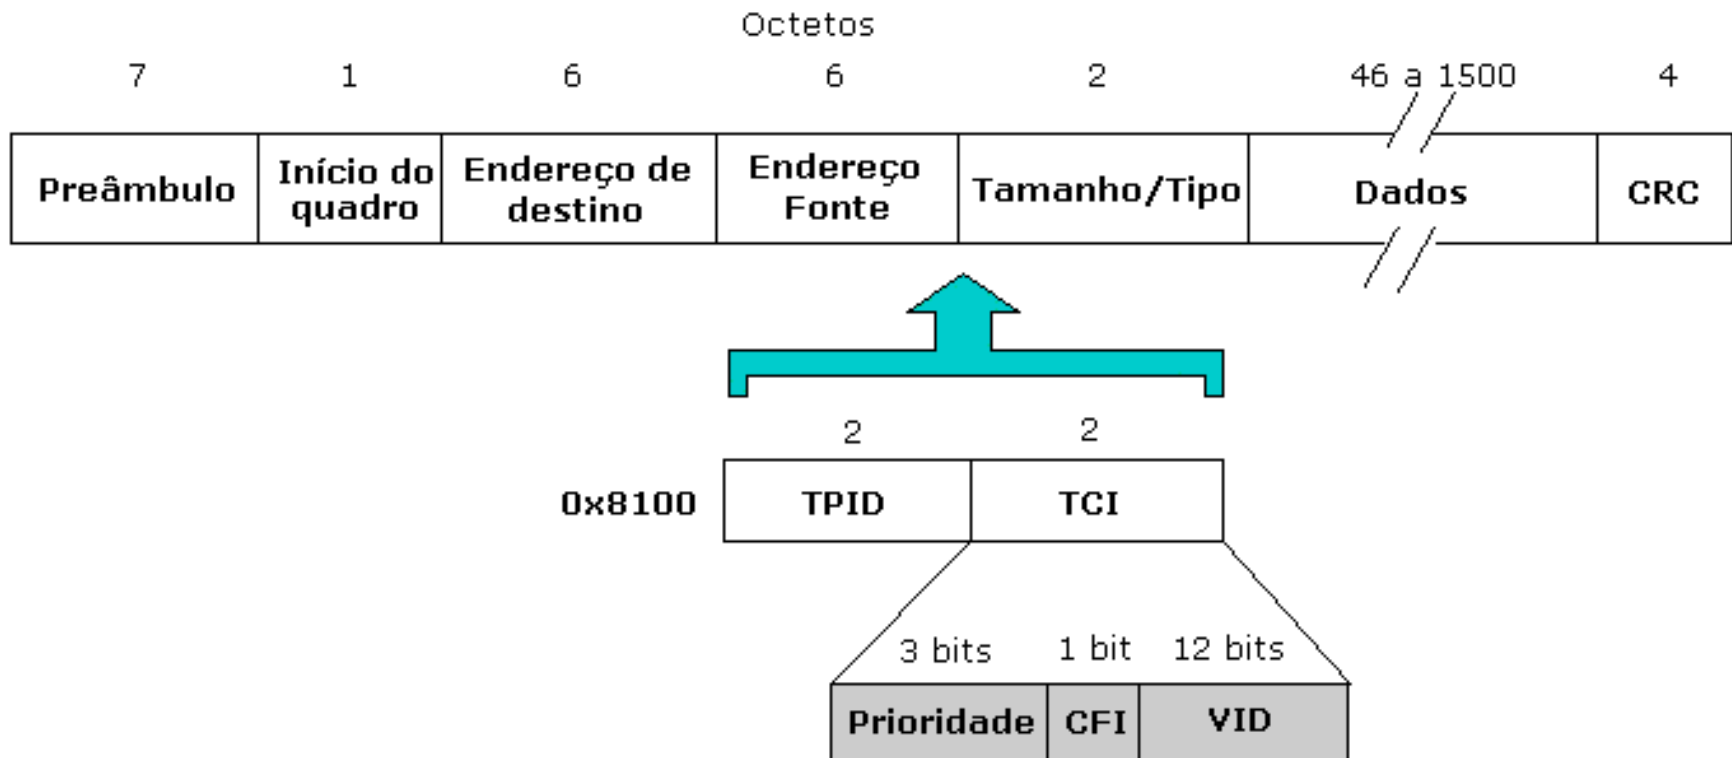 Octetos
7 1 6 6 2 46 a 1500 4
Preâmbulo Início do quadro Endereço de destino Endereço Fonte Tamanho/Tipo Dados CRC
2 2
0x8100 TPID TCI
3 bits 1 bit 12 bits
Prioridade CFI VID